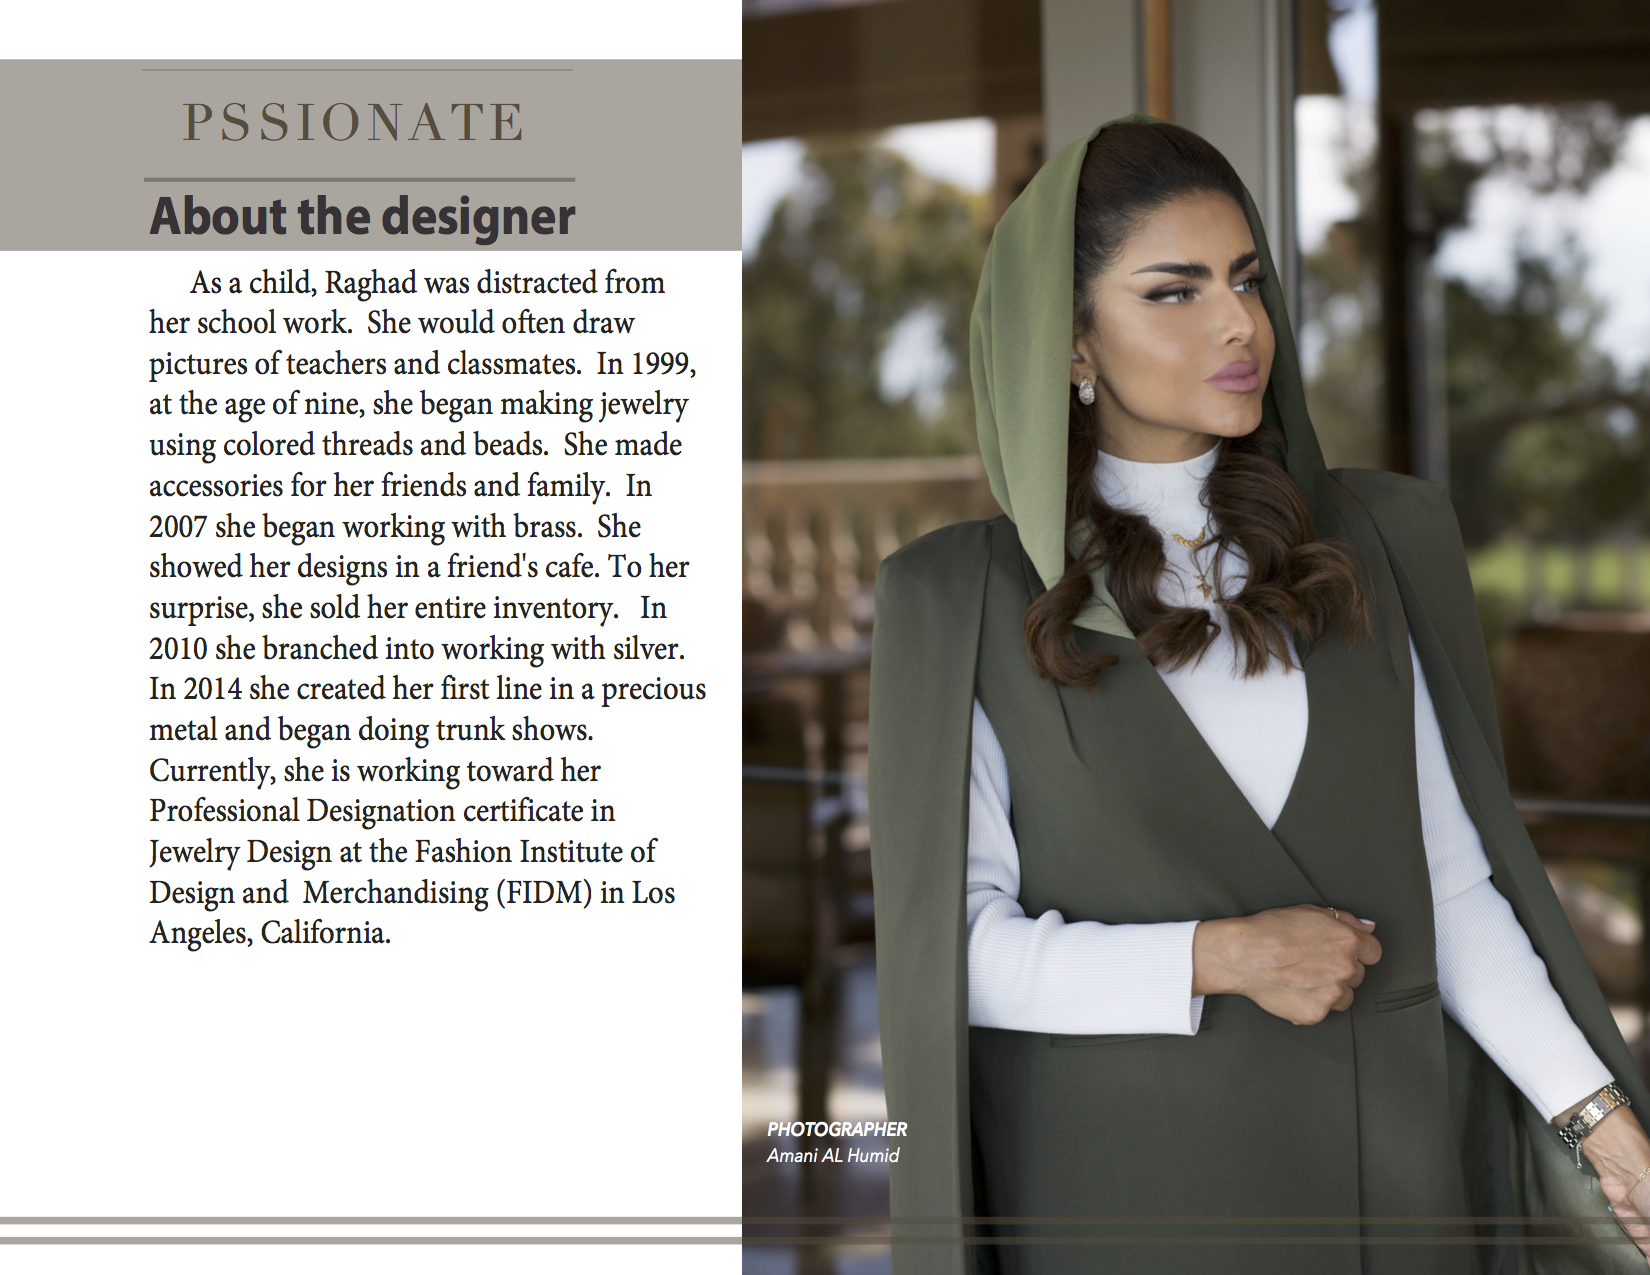 PSSIONATE
About the designer
As a child, Raghad was distracted from
her school work.  She would often draw
pictures of teachers and classmates.  In 1999,
at the age of nine, she began making jewelry
using colored threads and beads.  She made
accessories for her friends and family.  In
2007 she began working with brass.  She
showed her designs in a friend's cafe. To her
surprise, she sold her entire inventory.   In
2010 she branched into working with silver.
In 2014 she created her first line in a precious
metal and began doing trunk shows.
Currently, she is working toward her
Professional Designation certificate in
Jewelry Design at the Fashion Institute of
Design and  Merchandising (FIDM) in Los
Angeles, California.
PHOTOGRAPHER
Amani AL Humid